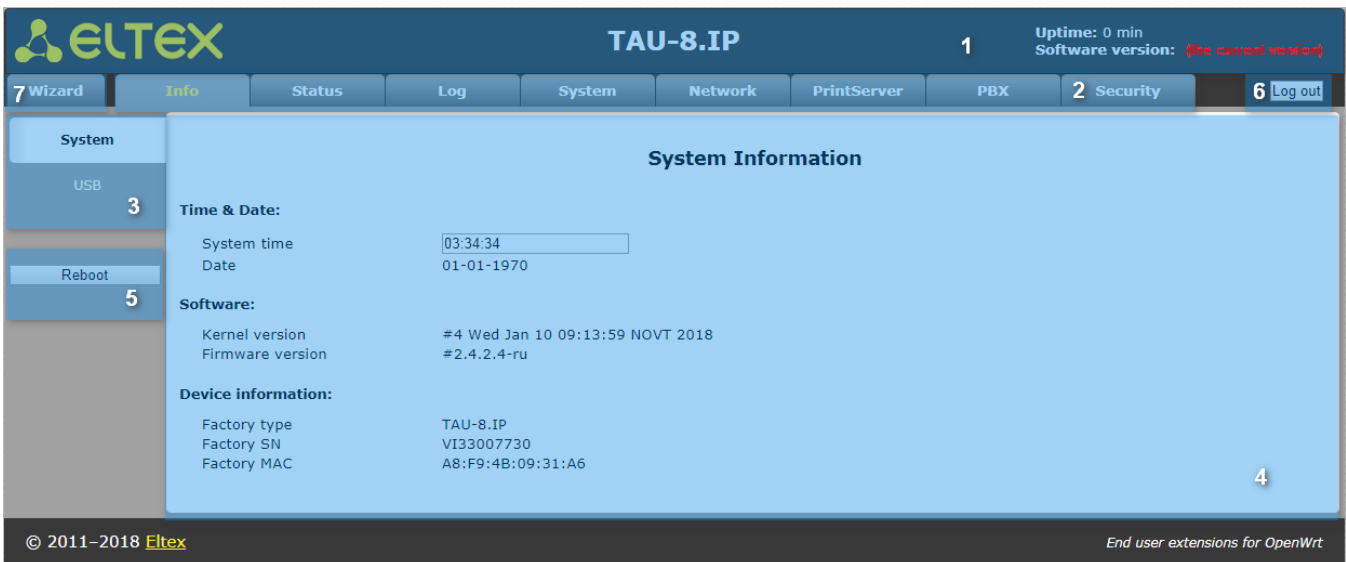 ELTEX
TAU-8.IP
1
Uptime: 0 min
Software version: (the current version)
7 Wizard Info Status Log System Network PrintServer PBX 2 Security 6 Log out
System
USB
3
Reboot
5
System Information
Time & Date:
System time 03:34:34
Date 01-01-1970
Software:
Kernel version #4 Wed Jan 10 09:13:59 NOVT 2018
Firmware version #2.4.2.4-ru
Device information:
Factory type TAU-8.IP
Factory SN VI33007730
Factory MAC A8:F9:4B:09:31:A6
4
© 2011–2018 Eltex
End user extensions for OpenWrt